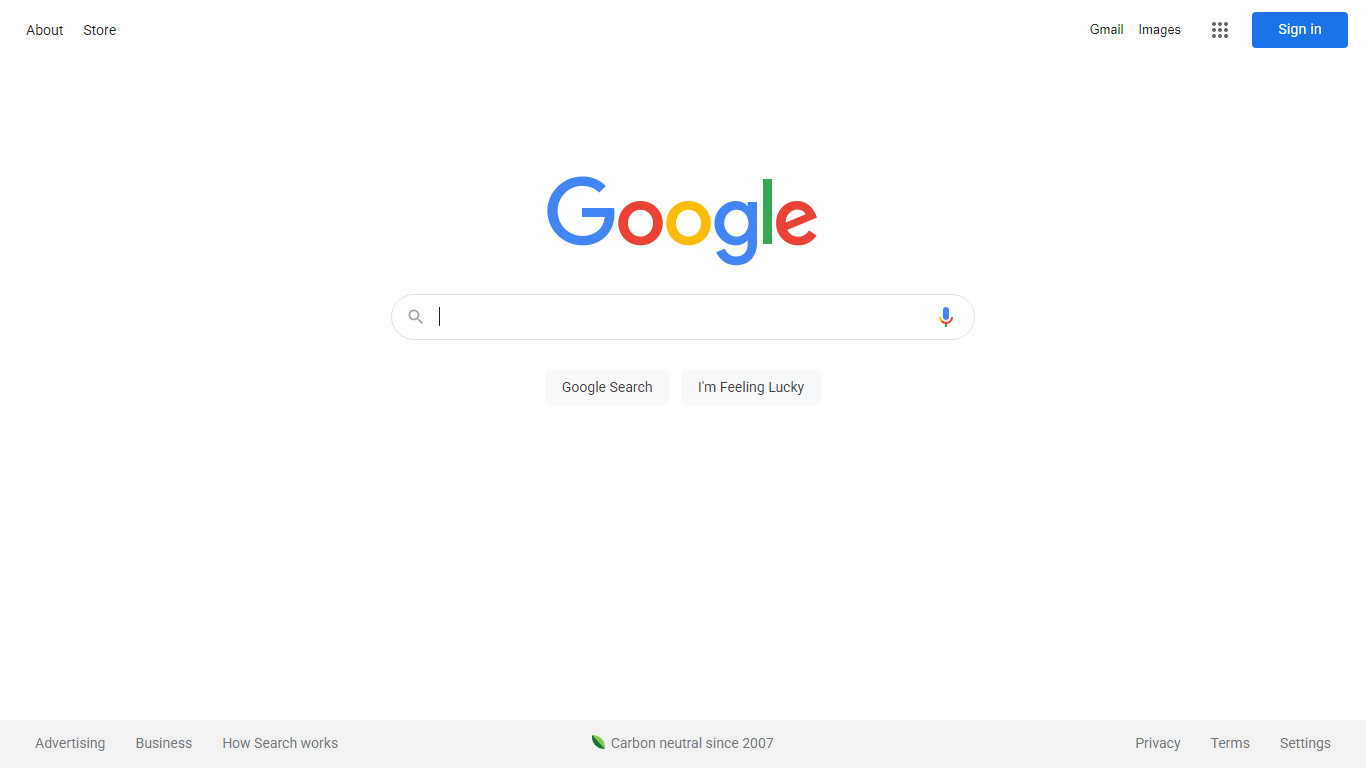 About Store Gmail Images Sign in
Google
Google Search I'm Feeling Lucky
Advertising Business How Search works Carbon neutral since 2007 Privacy Terms Settings